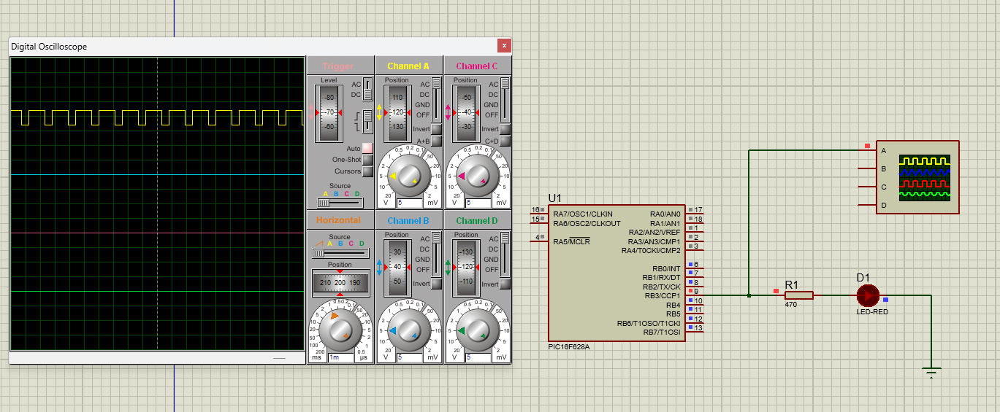 Digital Oscilloscope
x
Trigger
Level
AC
DC
-80
-70
-60
Auto
One-Shot
Cursors
Source
A B C D
Channel A
Position
AC
DC
GND
OFF
110
-120
-130
Invert
A+B
0.5 0.2 0.1
1 50
2 20
5 10
10 5
20 2
V 5 mV
Channel C
Position
AC
DC
GND
OFF
-50
-40
-30
Invert
C+D
0.5 0.2 0.1
1 50
2 20
5 10
10 5
20 2
V 5 mV
Horizontal
Source
A B C D
Position
210 200 190
1 0.5 0.2 0.1
2 50
5 20
10 10
20 5
50 2
100 1
200 0.5
ms 1m µs
Channel B
Position
AC
DC
GND
OFF
30
40
50
Invert
0.5 0.2 0.1
1 50
2 20
5 10
10 5
20 2
V 5 mV
Channel D
Position
AC
DC
GND
OFF
-130
-120
-110
Invert
0.5 0.2 0.1
1 50
2 20
5 10
10 5
20 2
V 5 mV
U1
16 RA7/OSC1/CLKIN RA0/AN0 17
15 RA6/OSC2/CLKOUT RA1/AN1 18
RA2/AN2/VREF 1
4 RA5/MCLR RA3/AN3/CMP1 2
RA4/T0CKI/CMP2 3
RB0/INT 6
RB1/RX/DT 7
RB2/TX/CK 8
RB3/CCP1 9
RB4 10
RB5 11
RB6/T1OSO/T1CKI 12
RB7/T1OSI 13
PIC16F628A
R1
470
D1
LED-RED
A
B
C
D